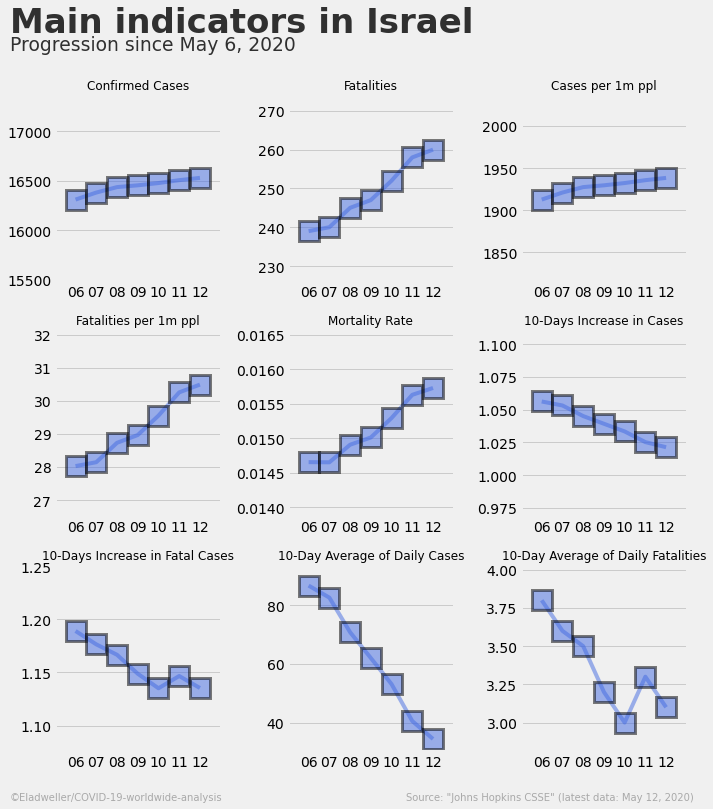 Main indicators in Israel
Progression since May 6, 2020
Confirmed Cases
17000
16500
16000
15500
06 07 08 09 10 11 12
Fatalities
270
260
250
240
230
06 07 08 09 10 11 12
Cases per 1m ppl
2000
1950
1900
1850
06 07 08 09 10 11 12
Fatalities per 1m ppl
32
31
30
29
28
27
06 07 08 09 10 11 12
Mortality Rate
0.0165
0.0160
0.0155
0.0150
0.0145
0.0140
06 07 08 09 10 11 12
10-Days Increase in Cases
1.100
1.075
1.050
1.025
1.000
0.975
06 07 08 09 10 11 12
10-Days Increase in Fatal Cases
1.25
1.20
1.15
1.10
06 07 08 09 10 11 12
10-Day Average of Daily Cases
80
60
40
06 07 08 09 10 11 12
10-Day Average of Daily Fatalities
4.00
3.75
3.50
3.25
3.00
06 07 08 09 10 11 12
©Eladweller/COVID-19-worldwide-analysis
Source: "Johns Hopkins CSSE" (latest data: May 12, 2020)